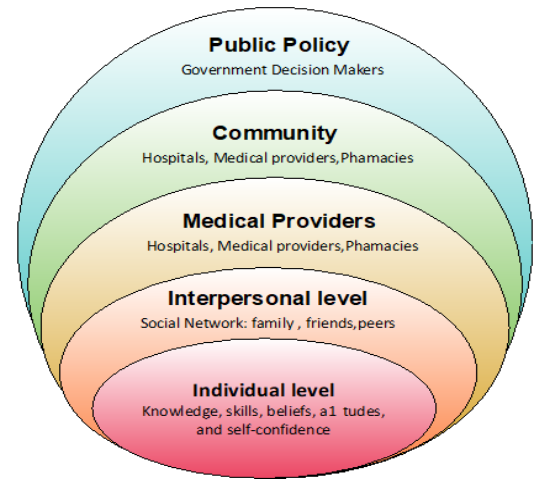 Public Policy
Government Decision Makers
Community
Hospitals, Medical providers,Phamacies
Medical Providers
Hospitals, Medical providers,Phamacies
Interpersonal level
Social Network: family , friends,peers
Individual level
Knowledge, skills, beliefs, a1 tudes,
and self-confidence